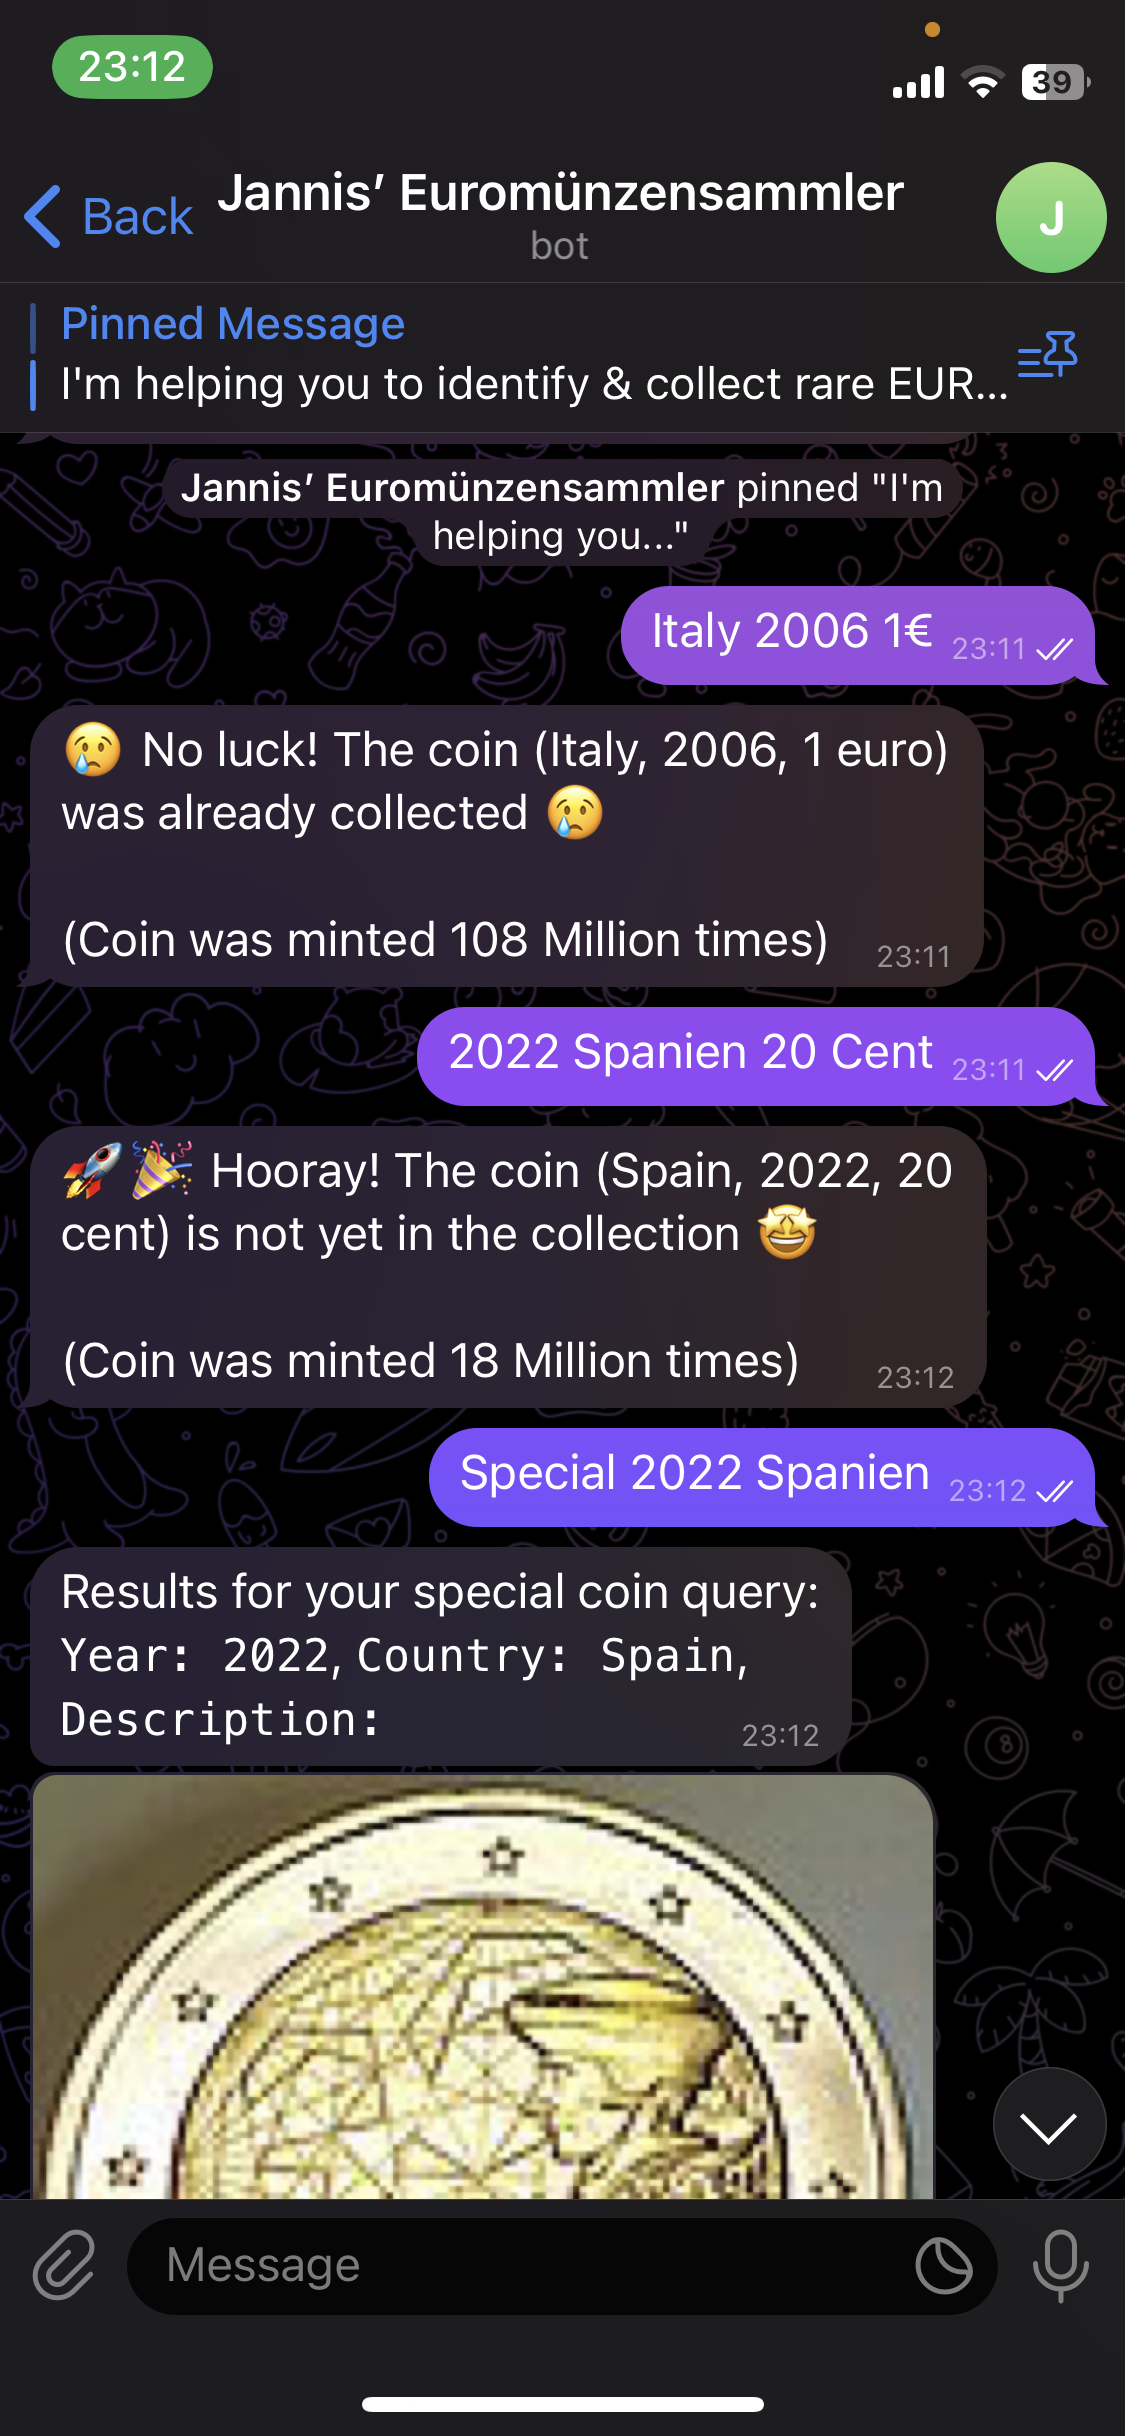 23:12
39
Back
Jannis’ Euromünzensammler
bot
J
Pinned Message
I'm helping you to identify & collect rare EUR...
Jannis’ Euromünzensammler pinned "I'm
helping you..."
Italy 2006 1€ 23:11
😢 No luck! The coin (Italy, 2006, 1 euro)
was already collected 😢
(Coin was minted 108 Million times) 23:11
2022 Spanien 20 Cent 23:11
🚀🎉 Hooray! The coin (Spain, 2022, 20
cent) is not yet in the collection 🤩
(Coin was minted 18 Million times) 23:12
Special 2022 Spanien 23:12
Results for your special coin query:
Year: 2022, Country: Spain,
Description: 23:12
Message